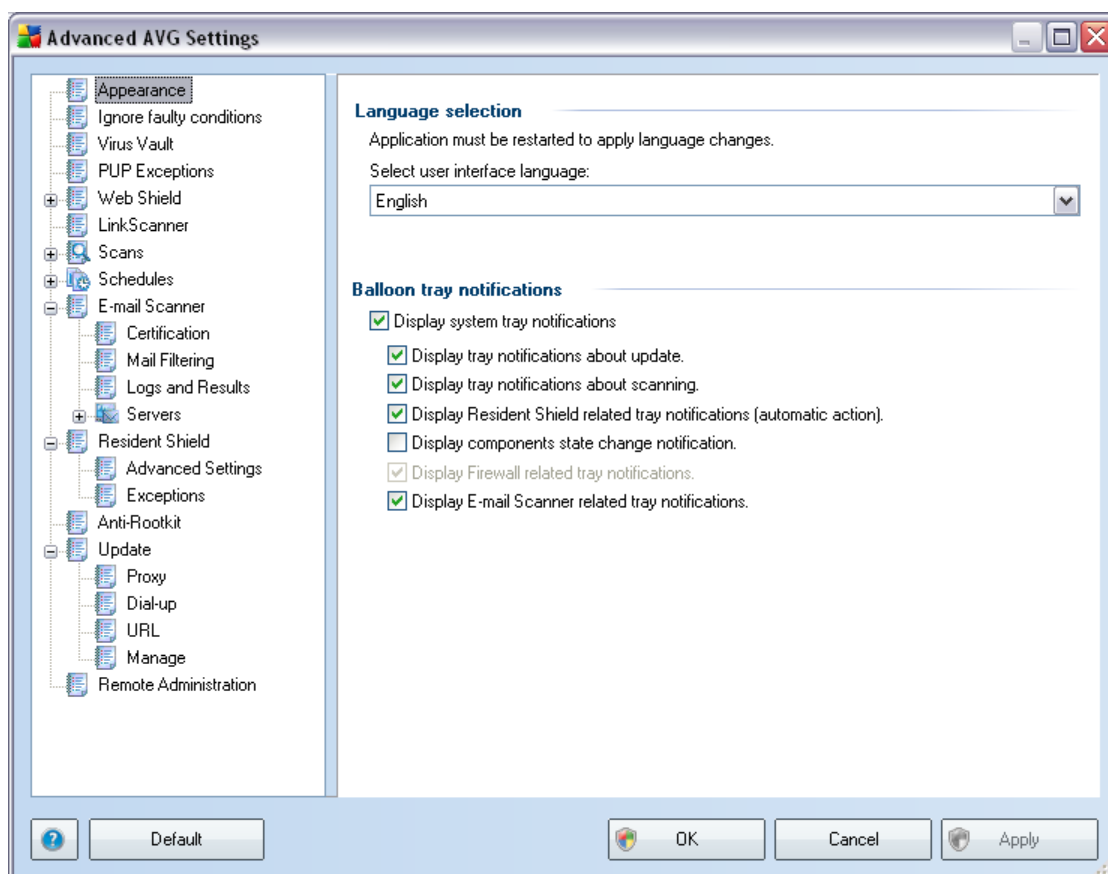 Advanced AVG Settings
Appearance
Ignore faulty conditions
Virus Vault
PUP Exceptions
Web Shield
LinkScanner
Scans
Schedules
E-mail Scanner
Certification
Mail Filtering
Logs and Results
Servers
Resident Shield
Advanced Settings
Exceptions
Anti-Rootkit
Update
Proxy
Dial-up
URL
Manage
Remote Administration
Language selection
Application must be restarted to apply language changes.
Select user interface language:
English
Balloon tray notifications
Display system tray notifications
Display tray notifications about update.
Display tray notifications about scanning.
Display Resident Shield related tray notifications (automatic action).
Display components state change notification.
Display Firewall related tray notifications.
Display E-mail Scanner related tray notifications.
?
Default
OK
Cancel
Apply